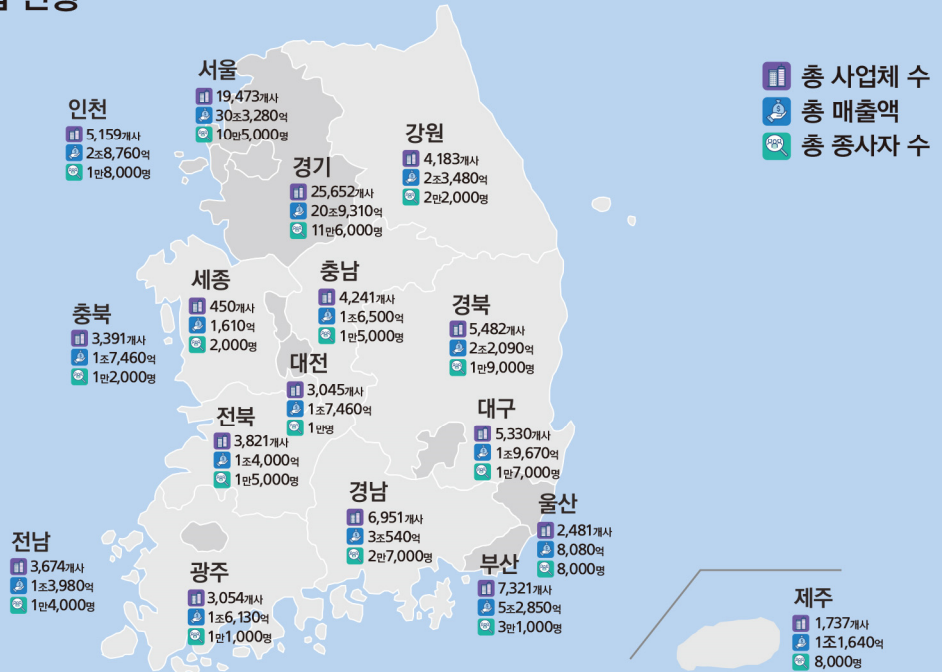 총 사업체 수
총 매출액
총 종사자 수
서울
19,473개사
30조3,280억
10만5,000명
인천
5,159개사
2조8,760억
1만8,000명
강원
4,183개사
2조3,480억
2만2,000명
경기
25,652개사
20조9,310억
11만6,000명
세종
450개사
1,610억
2,000명
충남
4,241개사
1조6,500억
1만5,000명
경북
5,482개사
2조2,090억
1만9,000명
충북
3,391개사
1조7,460억
1만2,000명
대전
3,045개사
1조7,460억
1만명
전북
3,821개사
1조4,000억
1만5,000명
대구
5,330개사
1조9,670억
1만7,000명
경남
6,951개사
3조540억
2만7,000명
울산
2,481개사
8,080억
8,000명
전남
3,674개사
1조3,980억
1만4,000명
광주
3,054개사
1조6,130억
1만1,000명
부산
7,321개사
5조2,850억
3만1,000명
제주
1,737개사
1조1,640억
8,000명